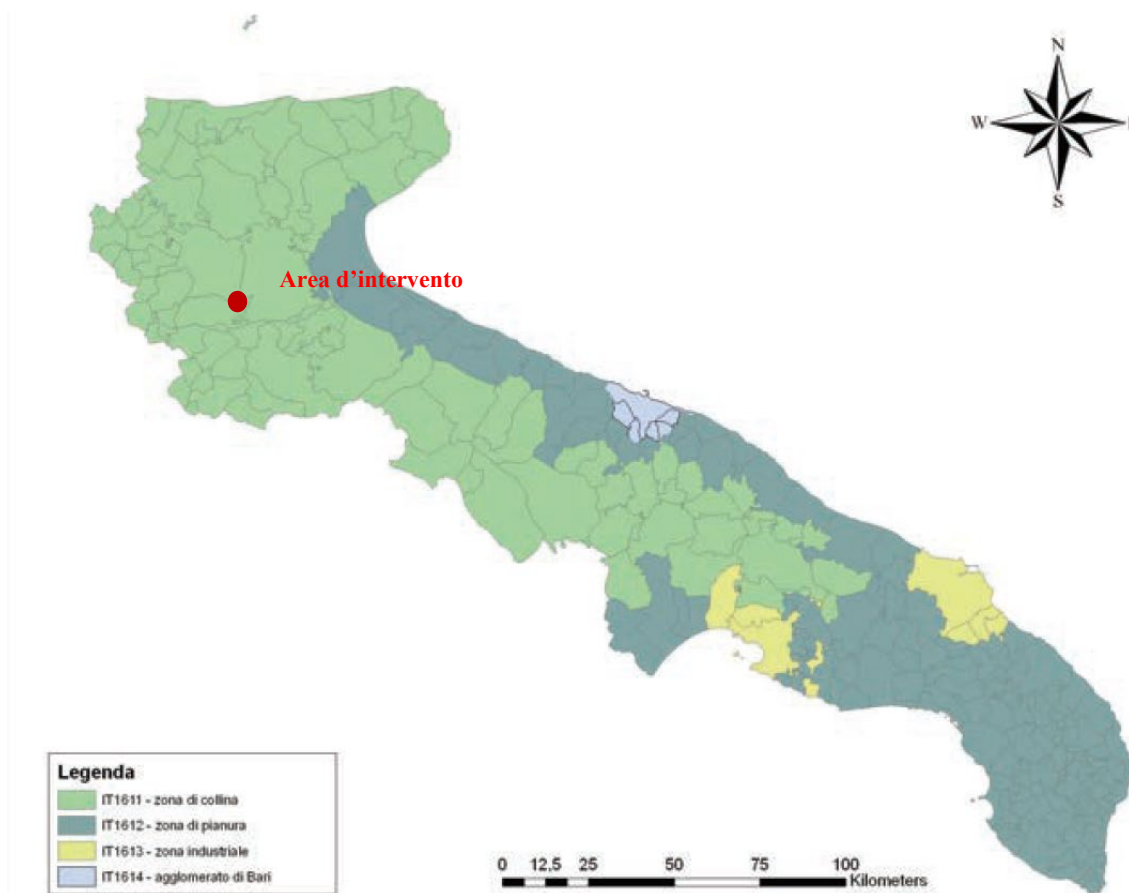 N
W
S
Area d'intervento
Legenda
IT1611 - zona di collina
IT1612 - zona di pianura
IT1613 - zona industriale
IT1614 - agglomerato di Bari
0 12,5 25 50 75 100
Kilometers